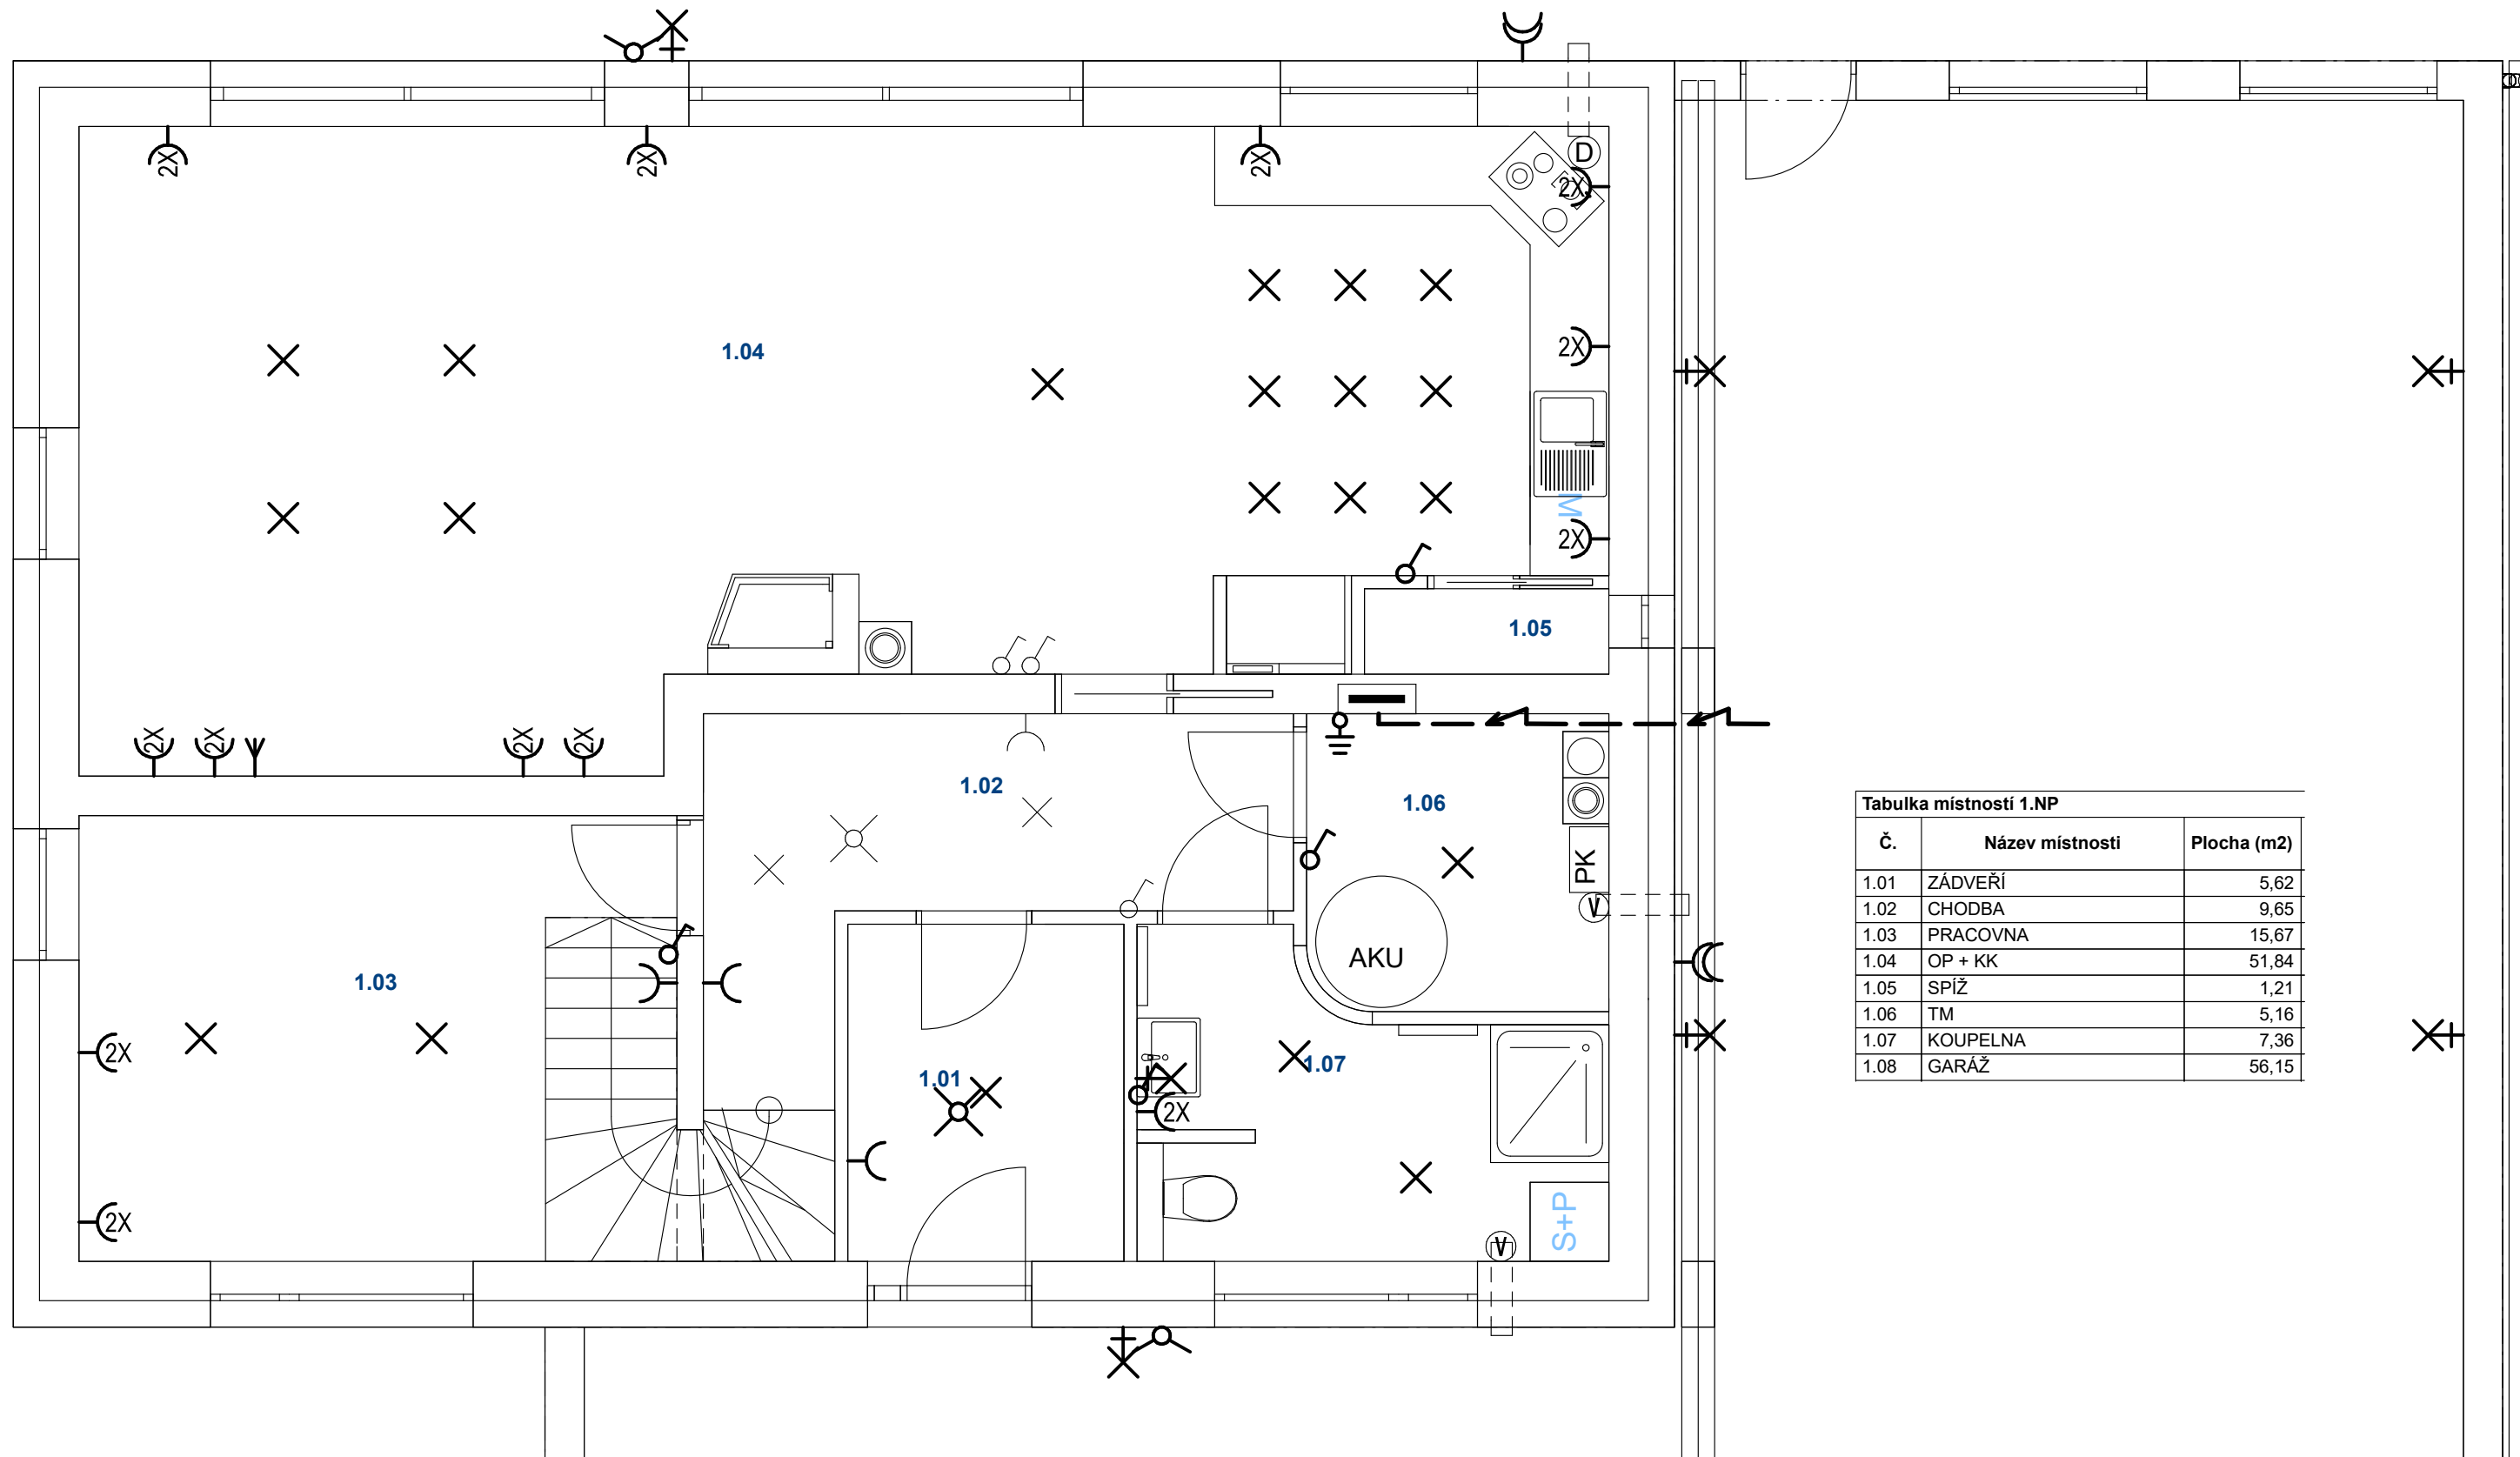 D
2X
2X
2X
2X
1.04
2X
M
2X
1.05
2X
2X
2X
2X
1.02
1.06
PK
V
AKU
1.03
2X
1.01
1.07
2X
2X
S+P
V
Tabulka místností 1.NP
Č. Název místnosti Plocha (m2)
1.01 ZÁDVEŘÍ 5,62
1.02 CHODBA 9,65
1.03 PRACOVNA 15,67
1.04 OP + KK 51,84
1.05 SPÍŽ 1,21
1.06 TM 5,16
1.07 KOUPELNA 7,36
1.08 GARÁŽ 56,15